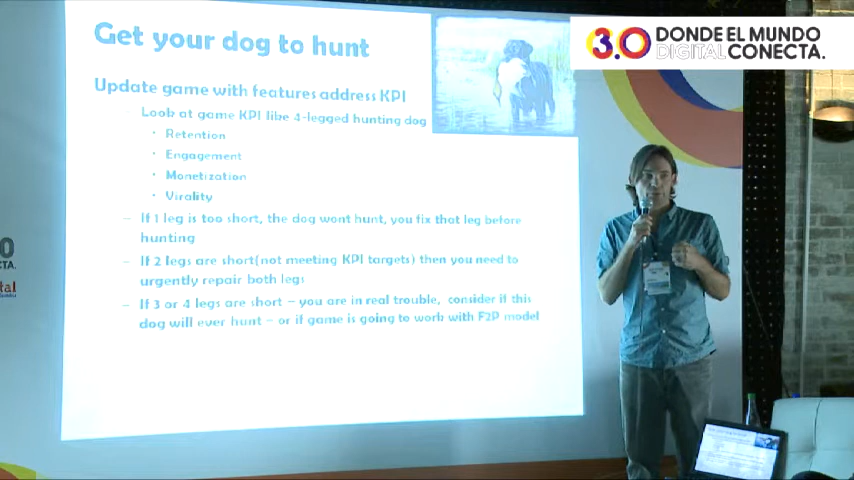 Get your dog to hunt
Update game with features address KPI
Look at game KPI like 4-legged hunting dog
• Retention
• Engagement
• Monetization
• Virality
– If 1 leg is too short, the dog wont hunt, you fix that leg before
hunting
– If 2 legs are short(not meeting KPI targets) then you need to
urgently repair both legs
– If 3 or 4 legs are short – you are in real trouble, consider if this
dog will ever hunt – or if game is going to work with F2P model
3.0 DONDE EL MUNDO
DIGITAL CONECTA.